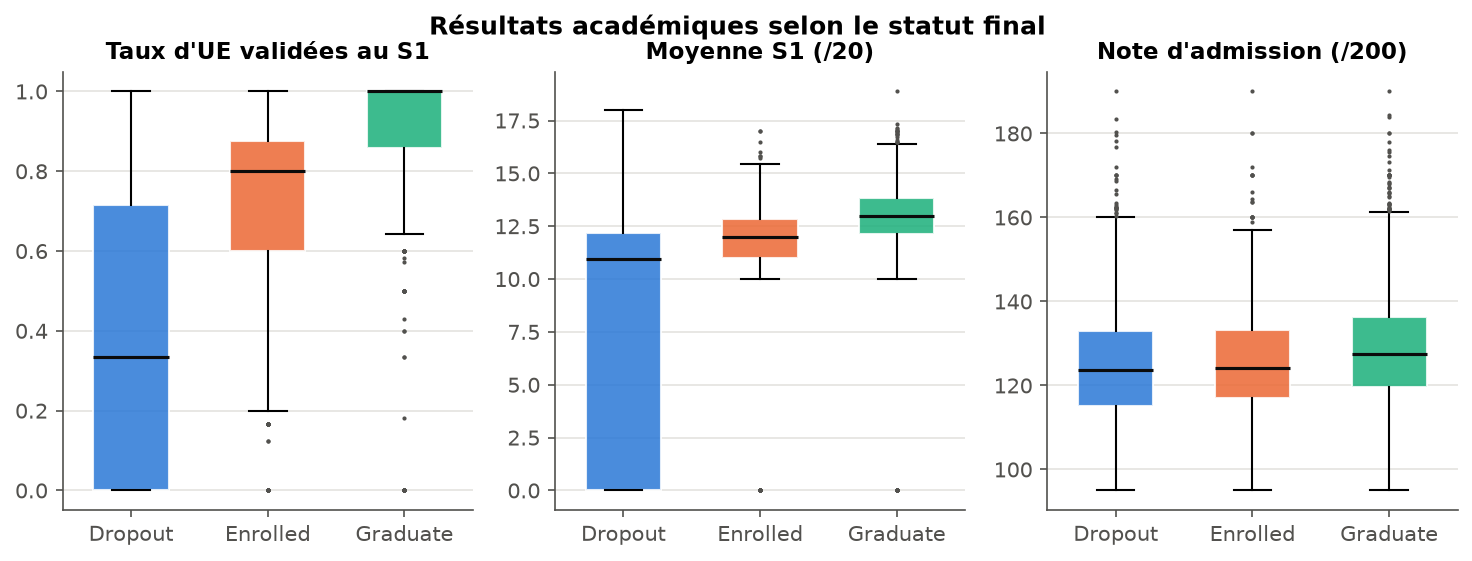 Résultats académiques selon le statut final
Taux d'UE validées au S1
1.0
0.8
0.6
0.4
0.2
0.0
Dropout
Enrolled
Graduate
Moyenne S1 (/20)
17.5
15.0
12.5
10.0
7.5
5.0
2.5
0.0
Dropout
Enrolled
Graduate
Note d'admission (/200)
180
160
140
120
100
Dropout
Enrolled
Graduate